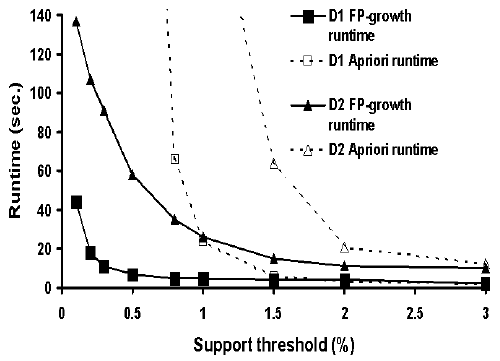 140
120
100
80
60
40
20
0
Runtime (sec.)
D1 FP-growth
runtime
D1 Apriori runtime
D2 FP-growth
runtime
D2 Apriori runtime
0 0.5 1 1.5 2 2.5 3
Support threshold (%)